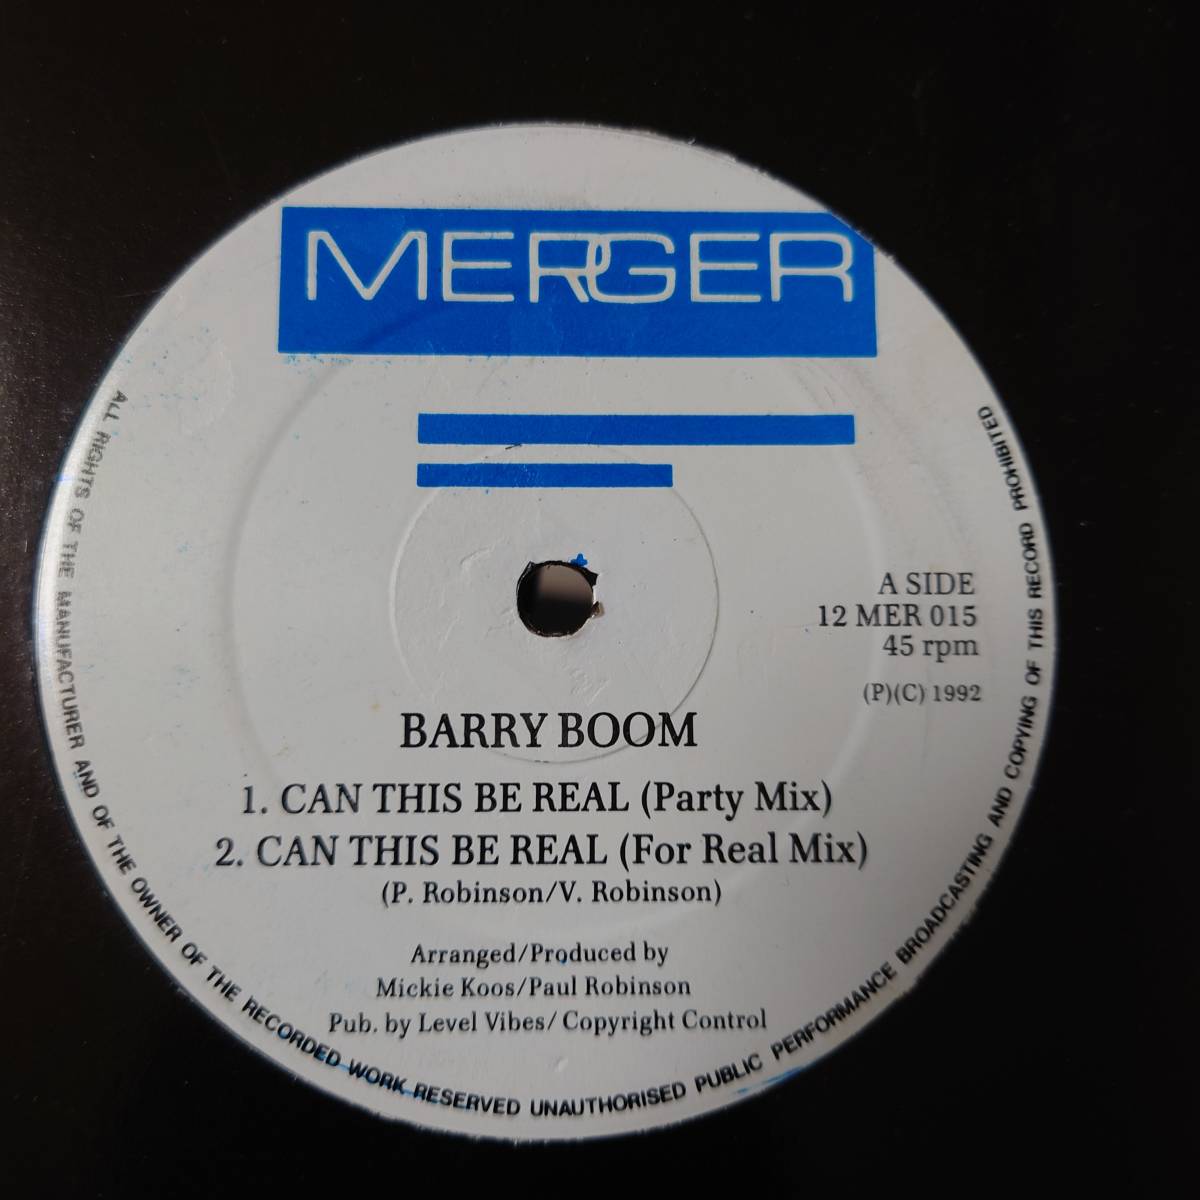 MERGER
A SIDE
12 MER 015
45 rpm
(P)(C) 1992
BARRY BOOM
1. CAN THIS BE REAL (Party Mix)
2. CAN THIS BE REAL (For Real Mix)
(P. Robinson/V. Robinson)
Arranged/Produced by
Mickie Koos/Paul Robinson
Pub. by Level Vibes/ Copyright Control
ALL RIGHTS OF THE MANUFACTURER AND OF THE OWNER OF THE RECORDED WORK RESERVED UNAUTHORISED PUBLIC PERFORMANCE BROADCASTING AND COPYING OF THIS RECORD PROHIBITED